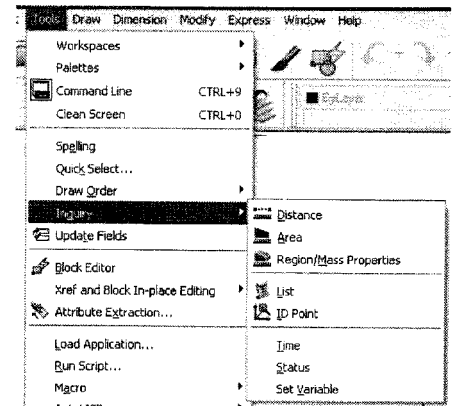 Tools Draw Dimension Modify Express Window Help
Workspaces
Palettes
Command Line CTRL+9
Clean Screen CTRL+0
ByLayer
Spelling
Quick Select...
Draw Order
Inquiry
Distance
Update Fields
Area
Block Editor
Region/Mass Properties
Xref and Block In-place Editing
List
Attribute Extraction...
ID Point
Load Application...
Time
Run Script...
Status
Macro
Set Variable